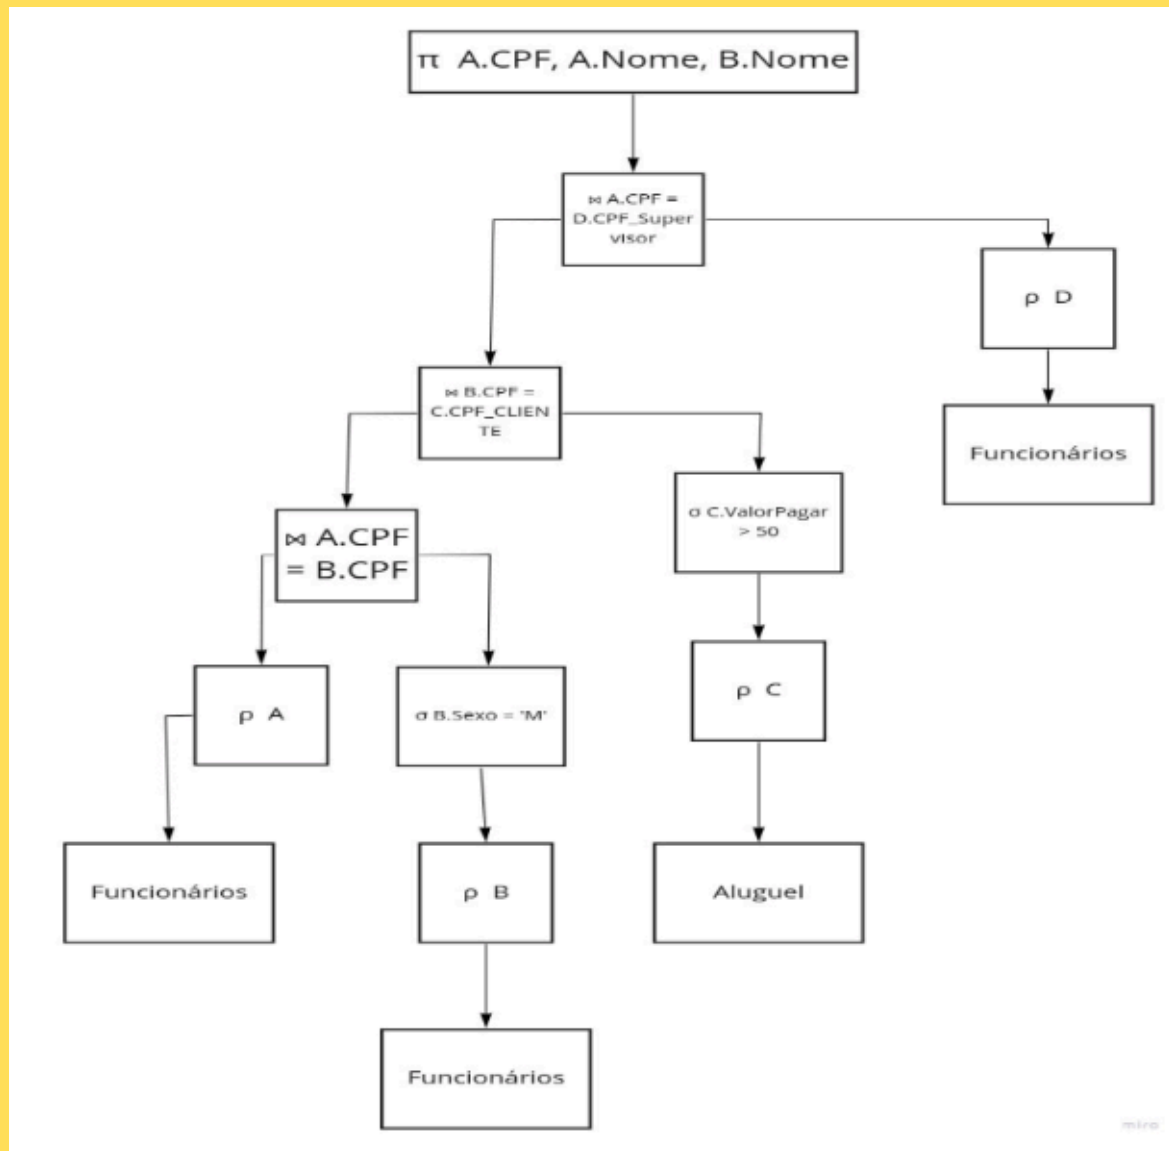 π A.CPF, A.Nome, B.Nome
⋈ A.CPF =
D.CPF_Super
visor
ρ D
Funcionários
⋈ B.CPF =
C.CPF_CLIEN
TE
σ C.ValorPagar
> 50
⋈ A.CPF
= B.CPF
ρ A
σ B.Sexo = 'M'
ρ C
Funcionários
ρ B
Aluguel
Funcionários
miro